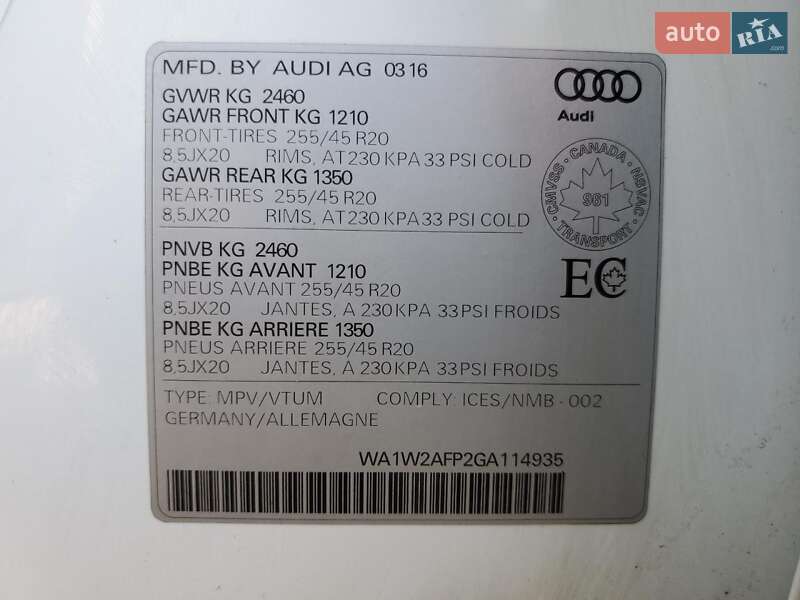 auto RIA.com
MFD. BY AUDI AG 0316
Audi
GVWR KG 2460
GAWR FRONT KG 1210
FRONT-TIRES 255/45 R20
8,5JX20 RIMS, AT 230 KPA 33 PSI COLD
GAWR REAR KG 1350
REAR-TIRES 255/45 R20
8,5JX20 RIMS, AT 230 KPA 33 PSI COLD
CMVSS · CANADA · NSVAC · TRANSPORT ·
961
PNVB KG 2460
PNBE KG AVANT 1210
PNEUS AVANT 255/45 R20
8,5JX20 JANTES, A 230 KPA 33 PSI FROIDS
PNBE KG ARRIERE 1350
PNEUS ARRIERE 255/45 R20
8,5JX20 JANTES, A 230 KPA 33 PSI FROIDS
EC
TYPE: MPV/VTUM COMPLY: ICES/NMB - 002
GERMANY/ALLEMAGNE
WA1W2AFP2GA114935